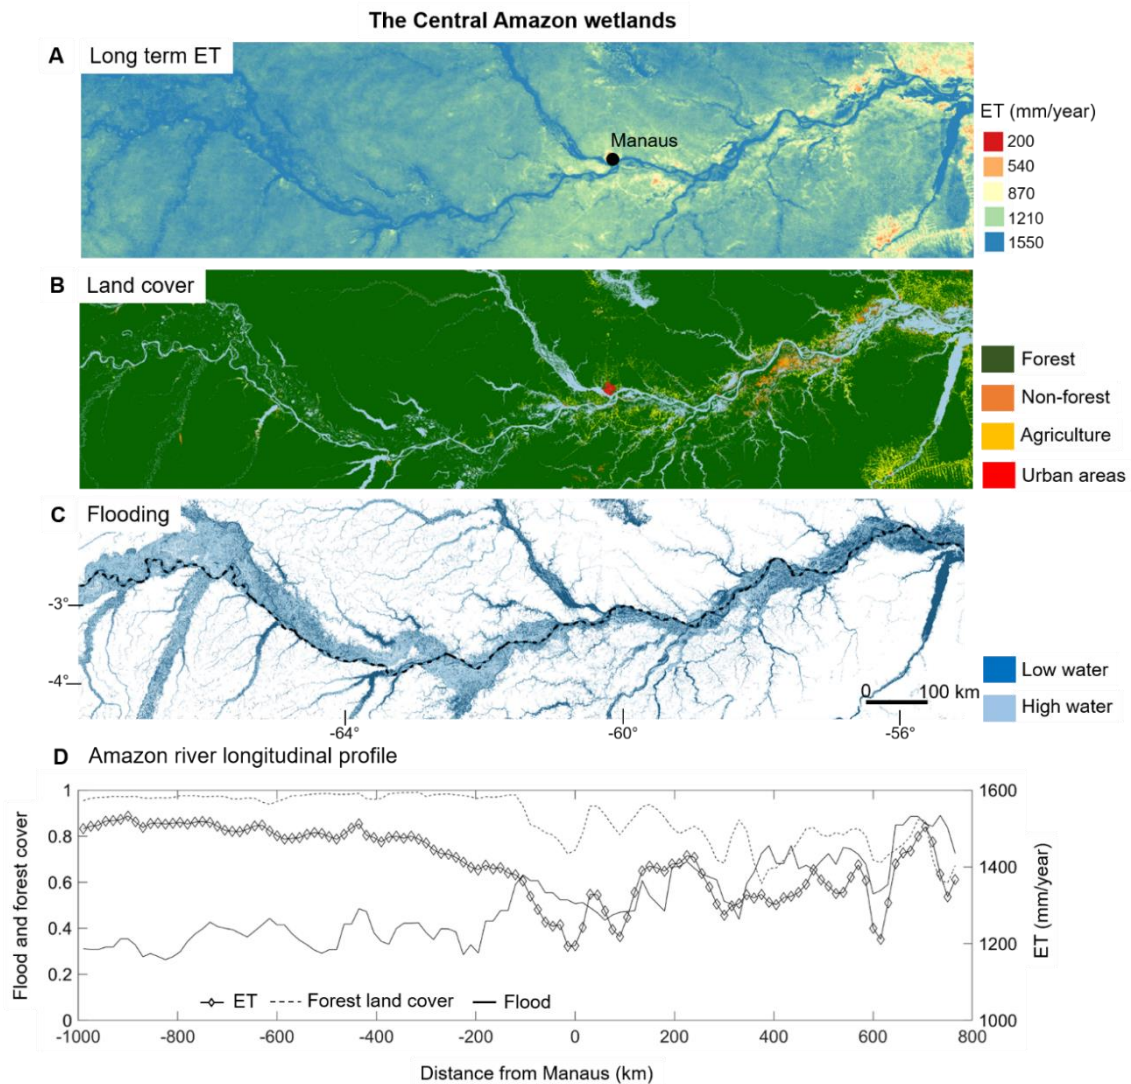 The Central Amazon wetlands
A Long term ET
Manaus
ET (mm/year)
200
540
870
1210
1550
B Land cover
Forest
Non-forest
Agriculture
Urban areas
C Flooding
-3°
-4°
0 100 km
Low water
High water
-64° -60° -56°
D Amazon river longitudinal profile
Flood and forest cover
1
0.8
0.6
0.4
0.2
0
ET (mm/year)
1600
1400
1200
1000
ET Forest land cover Flood
-1000 -800 -600 -400 -200 0 200 400 600 800
Distance from Manaus (km)